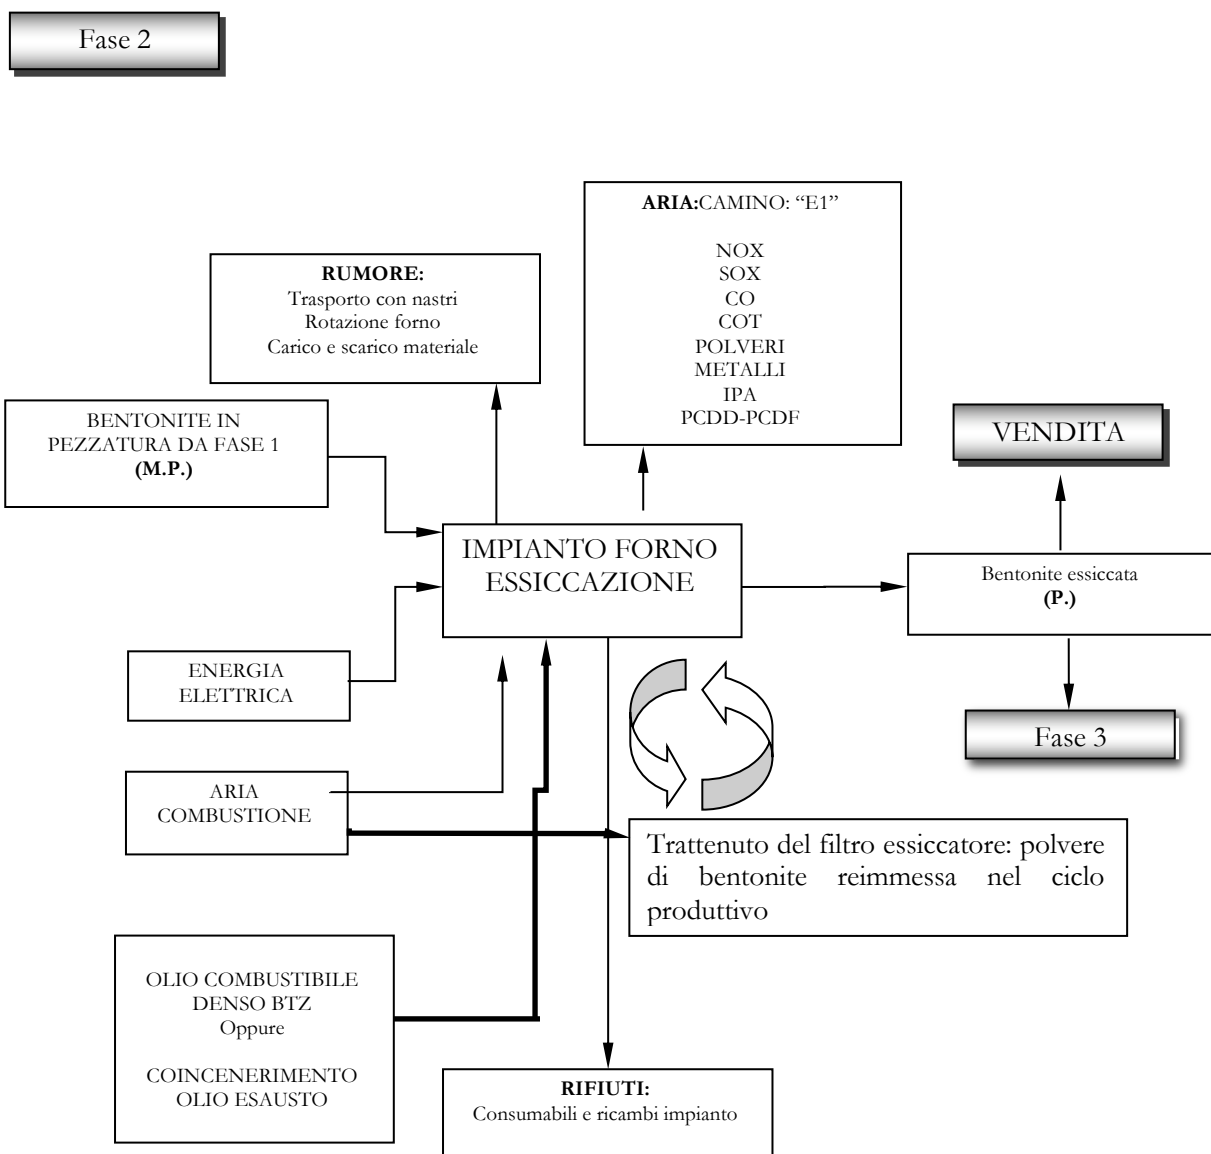 Fase 2
ARIA:CAMINO: “E1”
NOX
SOX
CO
COT
POLVERI
METALLI
IPA
PCDD-PCDF
RUMORE:
Trasporto con nastri
Rotazione forno
Carico e scarico materiale
BENTONITE IN
PEZZATURA DA FASE 1
(M.P.)
VENDITA
IMPIANTO FORNO
ESSICCAZIONE
Bentonite essiccata
(P.)
ENERGIA
ELETTRICA
Fase 3
ARIA
COMBUSTIONE
Trattenuto del filtro essiccatore: polvere
di bentonite reimmessa nel ciclo
produttivo
OLIO COMBUSTIBILE
DENSO BTZ
Oppure
COINCENERIMENTO
OLIO ESAUSTO
RIFIUTI:
Consumabili e ricambi impianto